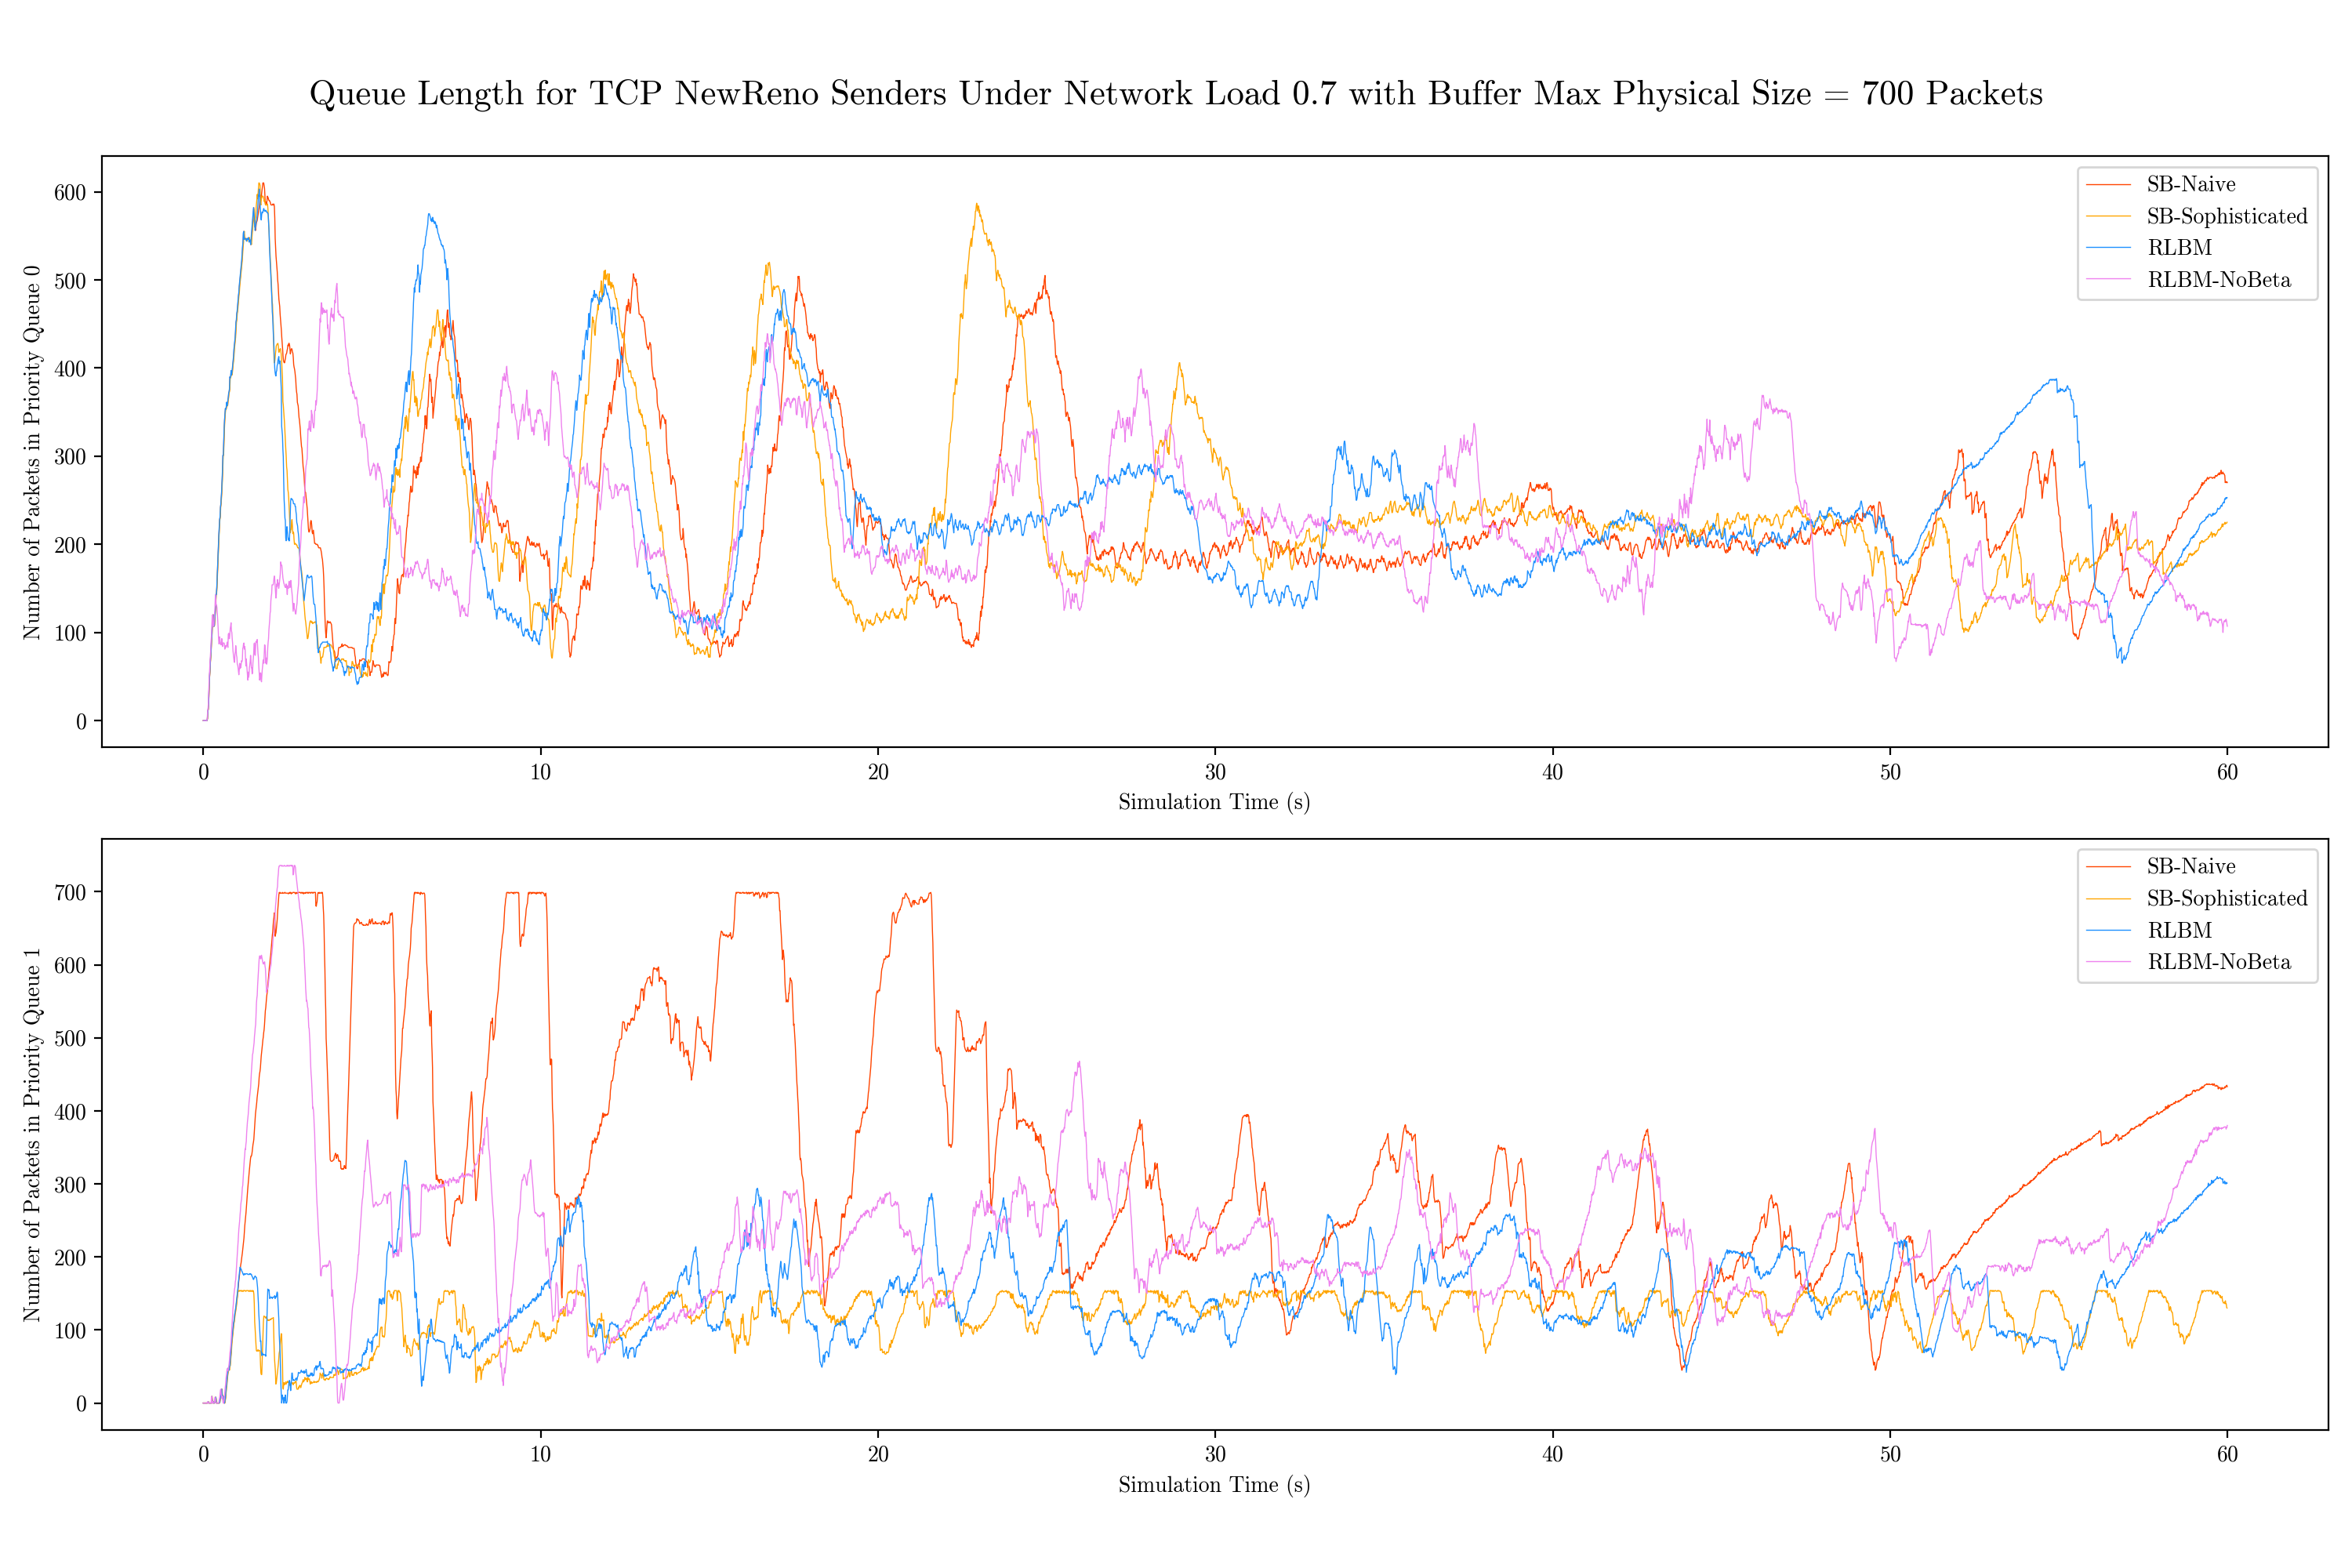 Queue Length for TCP NewReno Senders Under Network Load 0.7 with Buffer Max Physical Size = 700 Packets
Number of Packets in Priority Queue 0
600
500
400
300
200
100
0
SB-Naive
SB-Sophisticated
RLBM
RLBM-NoBeta
0 10 20 30 40 50 60
Simulation Time (s)
Number of Packets in Priority Queue 1
700
600
500
400
300
200
100
0
SB-Naive
SB-Sophisticated
RLBM
RLBM-NoBeta
0 10 20 30 40 50 60
Simulation Time (s)